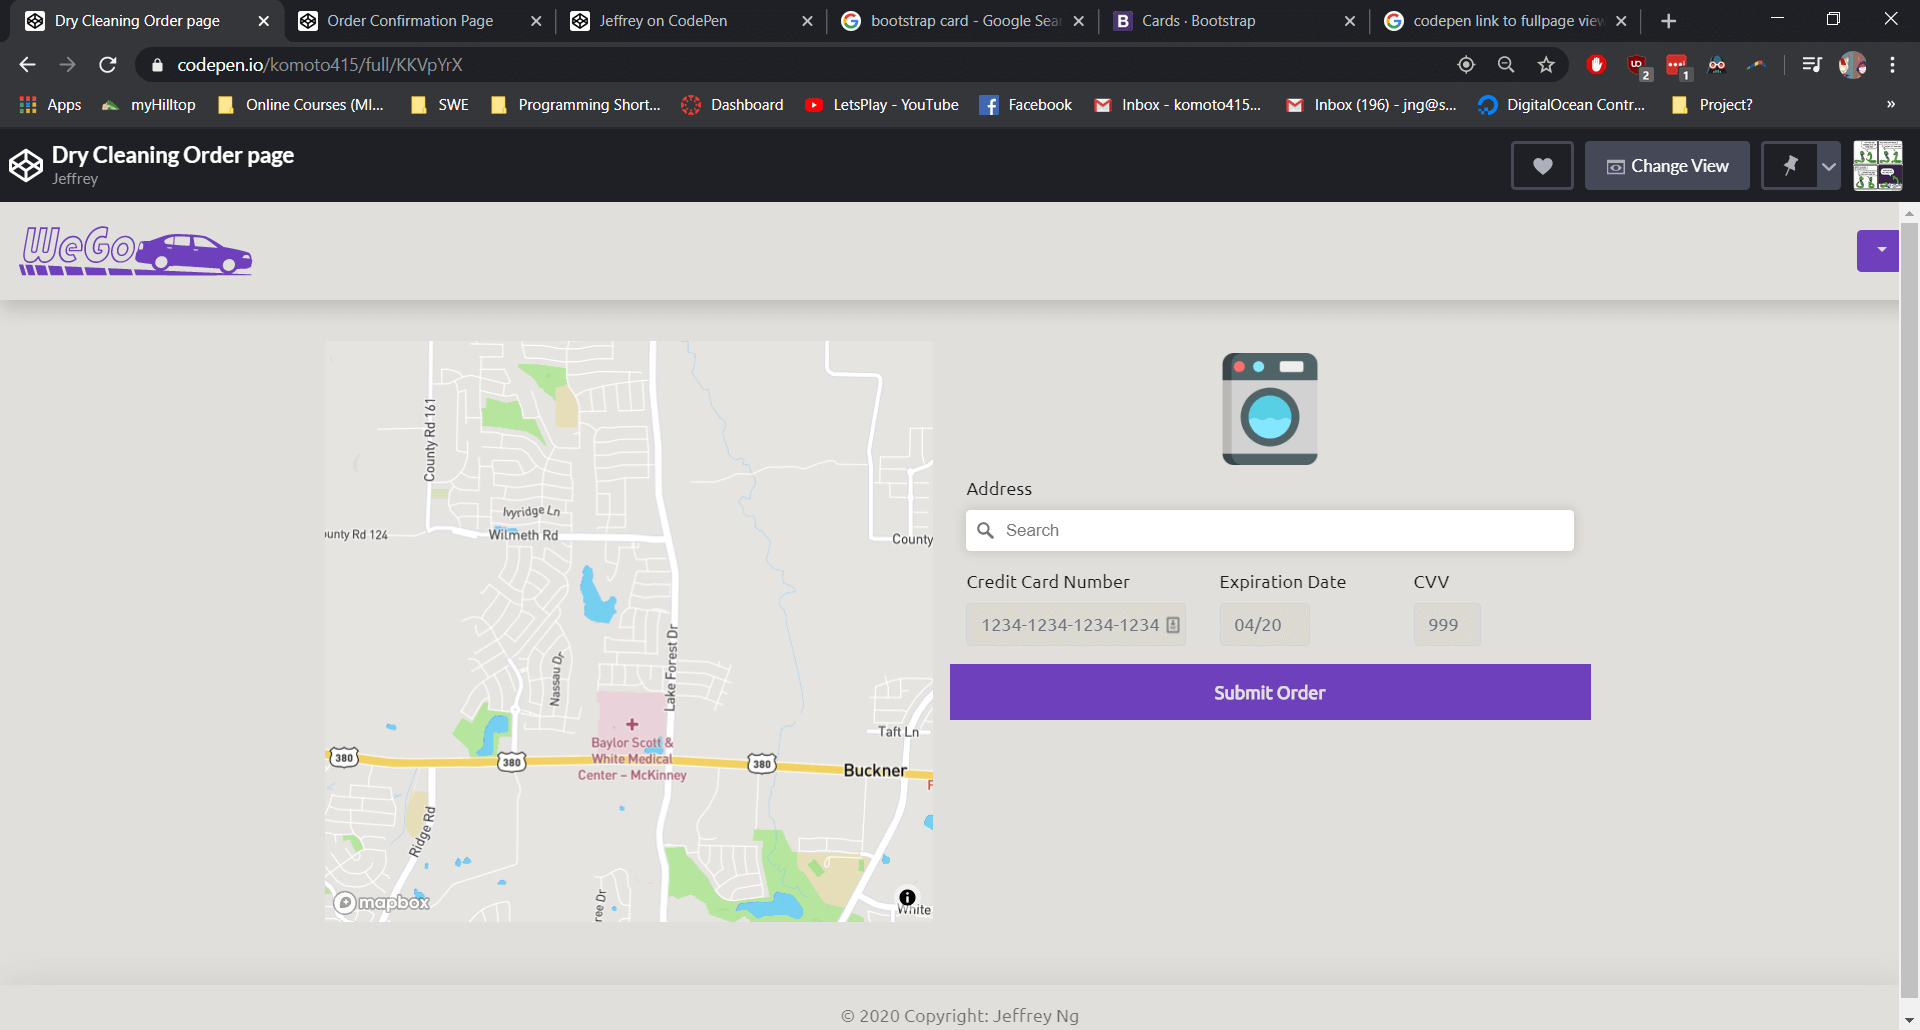 Dry Cleaning Order page
Order Confirmation Page
Jeffrey on CodePen
bootstrap card - Google Sea
Cards · Bootstrap
codepen link to fullpage view
codepen.io/komoto415/full/KKVpYrX
2
1
Apps
myHilltop
Online Courses (MI...
SWE
Programming Short...
Dashboard
LetsPlay - YouTube
Facebook
Inbox - komoto415...
Inbox (196) - jng@s...
DigitalOcean Contr...
Project?
»
Dry Cleaning Order page
Jeffrey
Change View
WeGo
County Rd 161
Ivyridge Ln
Wilmeth Rd
ounty Rd 124
County
Nassau Dr
Lake Forest Dr
Baylor Scott &
White Medical
Center – McKinney
380
380
380
Taft Ln
Buckner
F
Ridge Rd
ree Dr
White
mapbox
Address
Search
Credit Card Number
Expiration Date
CVV
1234-1234-1234-1234
04/20
999
Submit Order
© 2020 Copyright: Jeffrey Ng